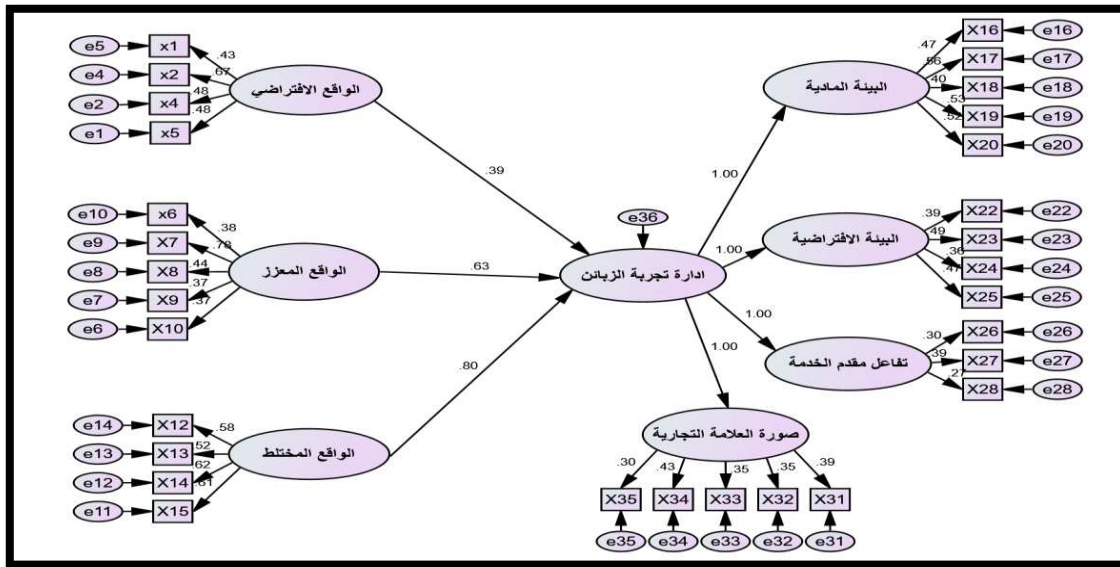 e5 x1 .43
e4 x2 .67
e2 x4 .48
e1 x5 .48
الواقع الافتراضي
.39
e10 x6 .38
e9 X7 .78
e8 X8 .44
e7 X9 .37
e6 X10 .37
الواقع المعزز
.63
e14 X12 .58
e13 X13 .52
e12 X14 .62
e11 X15 .61
الواقع المختلط
.80
e36
ادارة تجربة الزبائن
1.00
1.00
1.00
1.00
البيئة المادية
.47 X16 e16
.56 X17 e17
.40 X18 e18
.53 X19 e19
.52 X20 e20
البيئة الافتراضية
.39 X22 e22
.49 X23 e23
.36 X24 e24
.47 X25 e25
تفاعل مقدم الخدمة
.30 X26 e26
.39 X27 e27
.27 X28 e28
صورة العلامة التجارية
.30 .43 .35 .35 .39
X35 X34 X33 X32 X31
e35 e34 e33 e32 e31